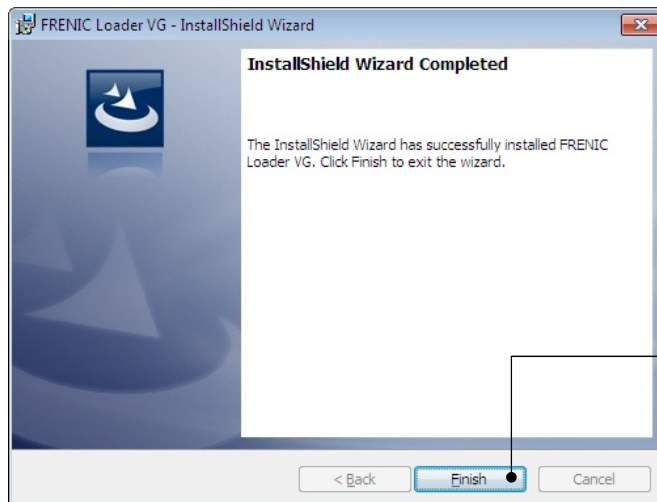 FRENIC Loader VG - InstallShield Wizard
InstallShield Wizard Completed
The InstallShield Wizard has successfully installed FRENIC
Loader VG. Click Finish to exit the wizard.
< Back
Finish
Cancel